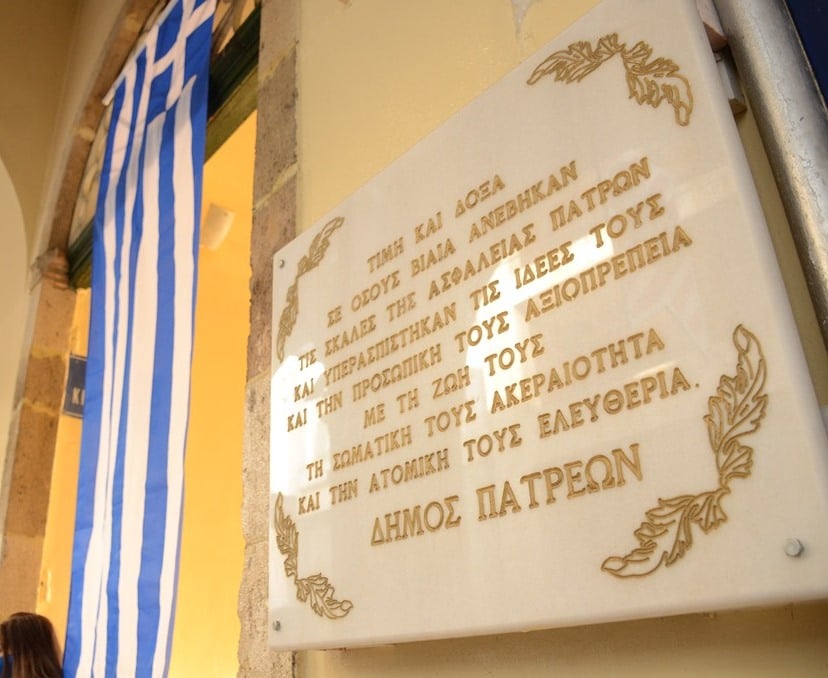 ΤΙΜΗ ΚΑΙ ΔΟΞΑ
ΣΕ ΟΣΟΥΣ ΒΙΑΙΑ ΑΝΕΒΗΚΑΝ
ΤΙΣ ΣΚΑΛΕΣ ΤΗΣ ΑΣΦΑΛΕΙΑΣ ΠΑΤΡΩΝ
ΚΑΙ ΥΠΕΡΑΣΠΙΣΤΗΚΑΝ ΤΙΣ ΙΔΕΕΣ ΤΟΥΣ
ΚΑΙ ΤΗΝ ΠΡΟΣΩΠΙΚΗ ΤΟΥΣ ΑΞΙΟΠΡΕΠΕΙΑ
ΜΕ ΤΗ ΖΩΗ ΤΟΥΣ
ΤΗ ΣΩΜΑΤΙΚΗ ΤΟΥΣ ΑΚΕΡΑΙΟΤΗΤΑ
ΚΑΙ ΤΗΝ ΑΤΟΜΙΚΗ ΤΟΥΣ ΕΛΕΥΘΕΡΙΑ.
ΔΗΜΟΣ ΠΑΤΡΕΩΝ